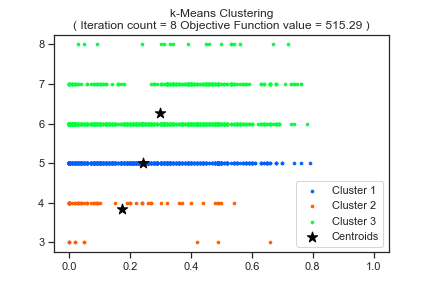 k-Means Clustering
( Iteration count = 8 Objective Function value = 515.29 )
8
7
6
5
4
3
0.0 0.2 0.4 0.6 0.8 1.0
Cluster 1
Cluster 2
Cluster 3
Centroids